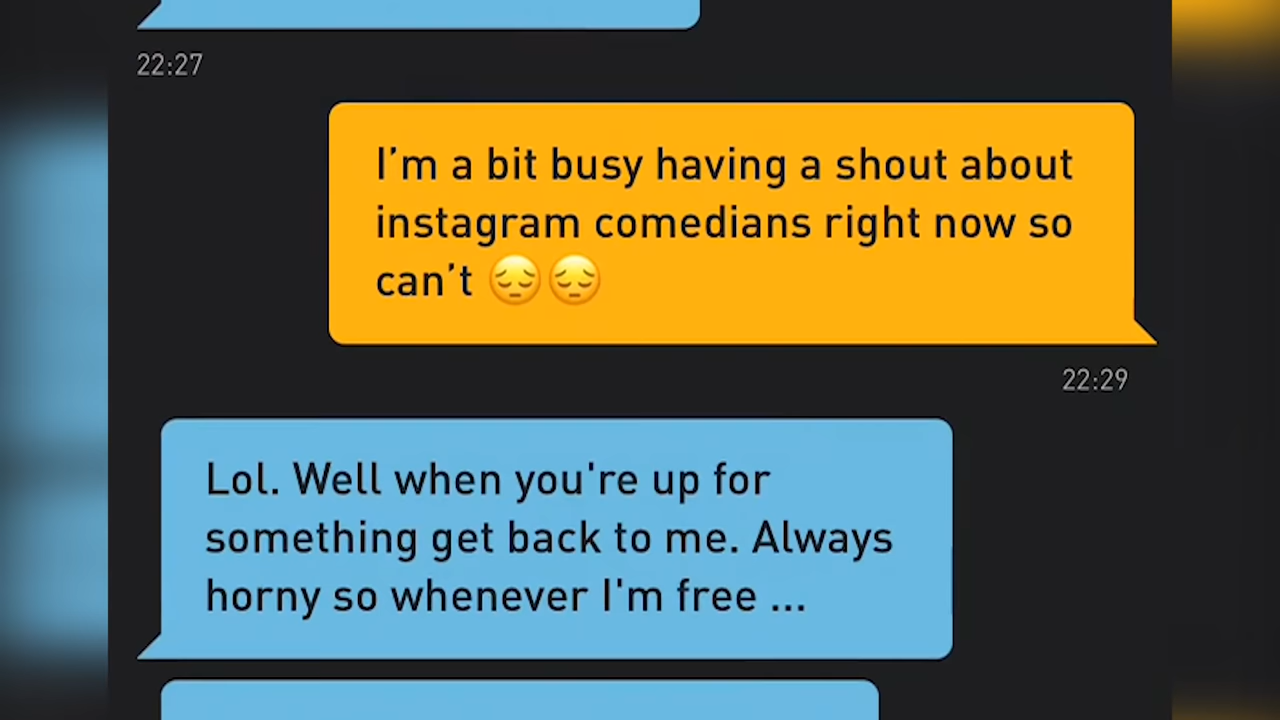 22:27
I’m a bit busy having a shout about
instagram comedians right now so
can’t 😔😔
22:29
Lol. Well when you're up for
something get back to me. Always
horny so whenever I'm free ...